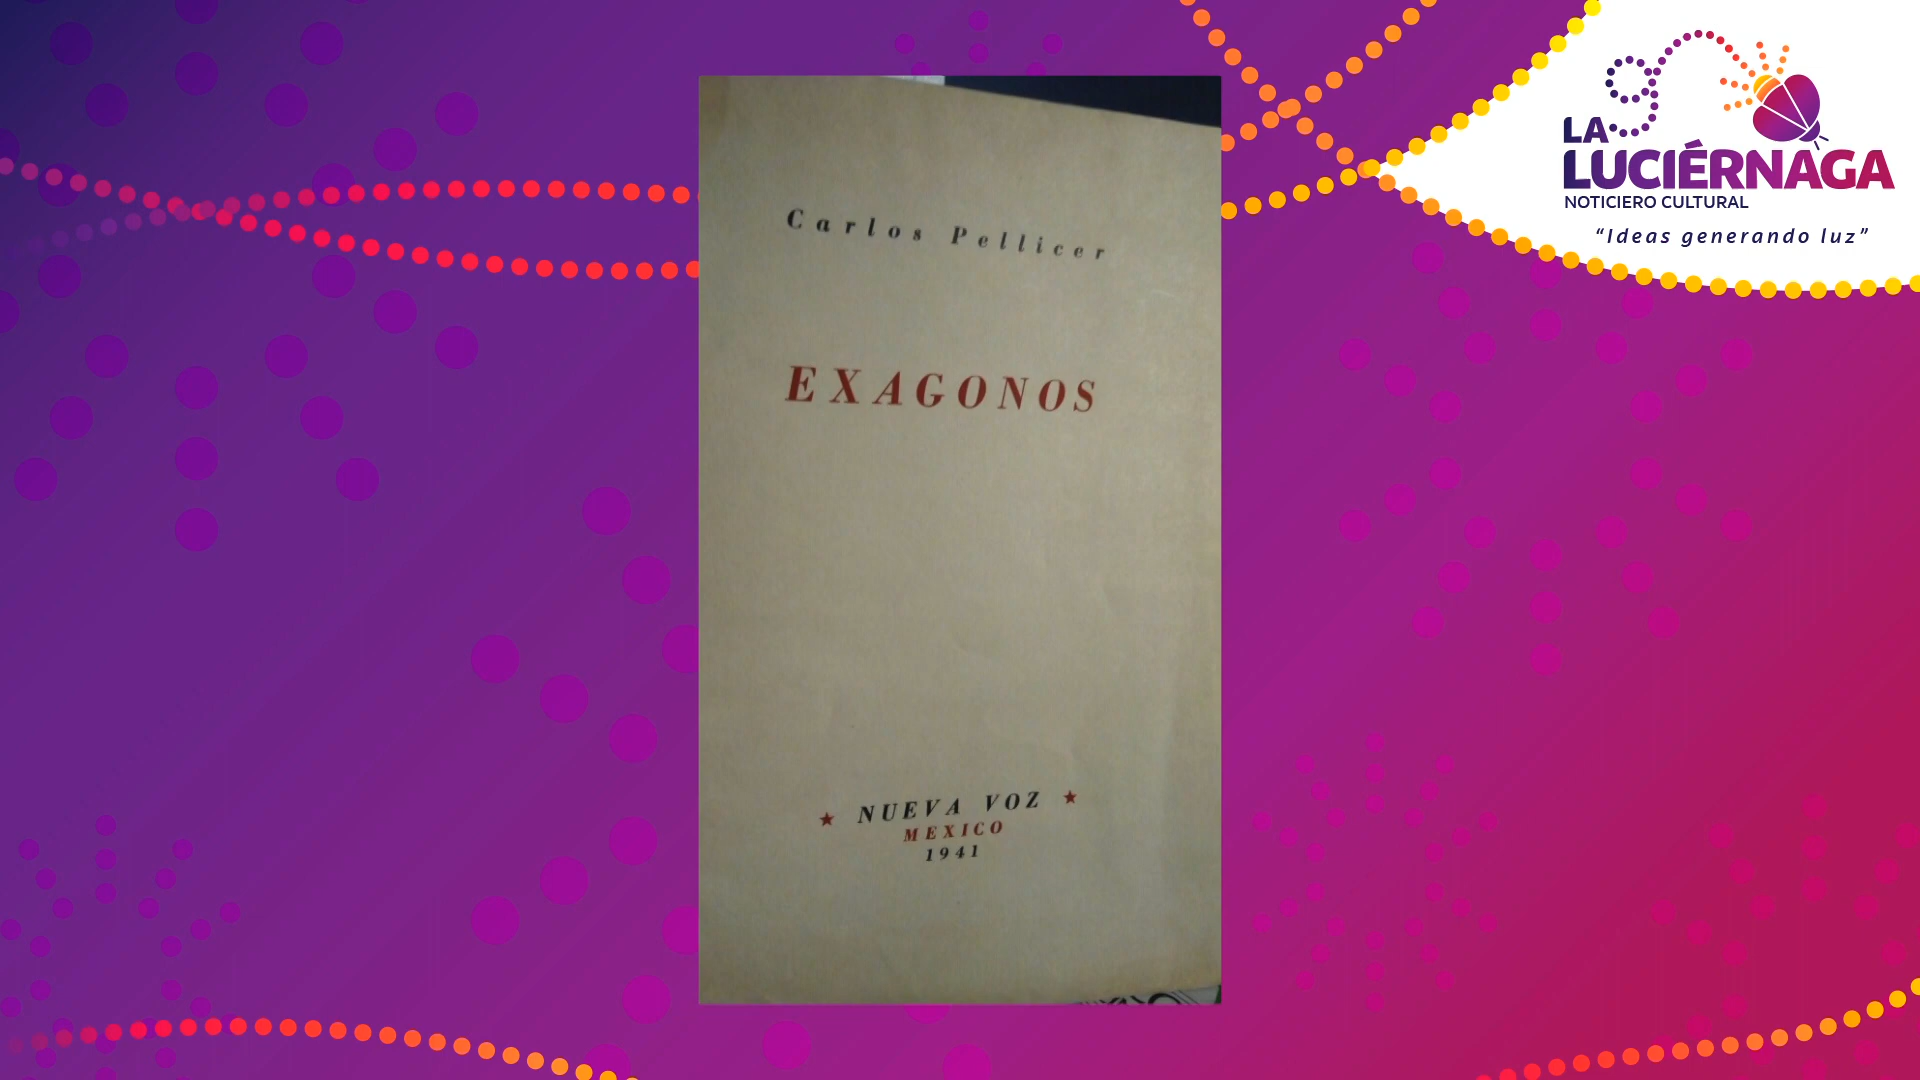 Carlos Pellicer
EXAGONOS
★ NUEVA VOZ ★
MEXICO
1941
LA
LUCIÉRNAGA
NOTICIERO CULTURAL
“Ideas generando luz”